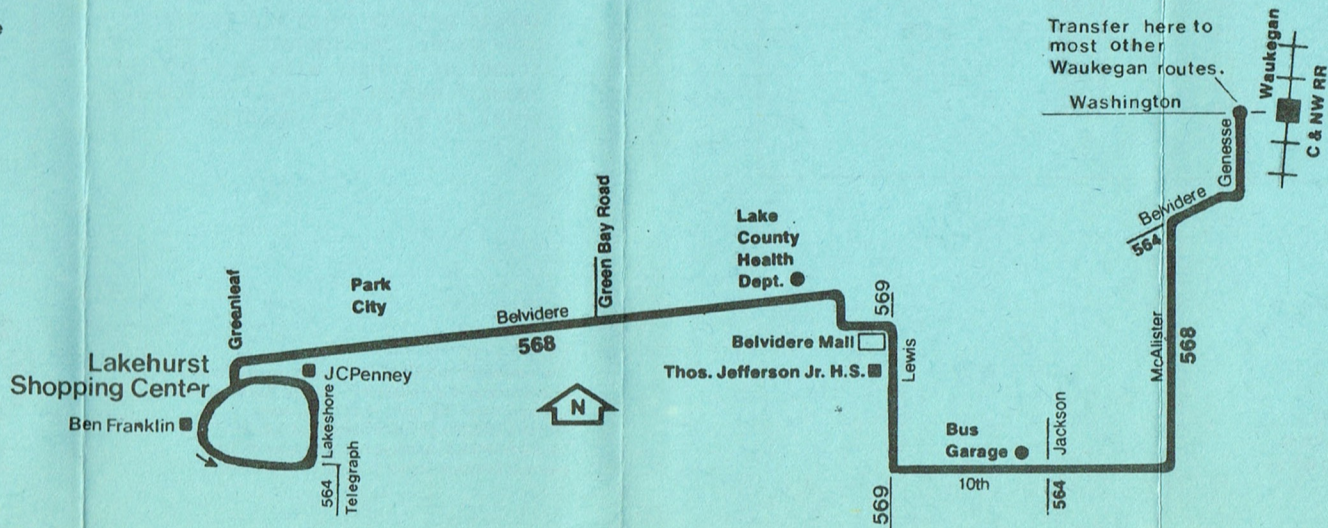 Transfer here to
most other
Waukegan routes.
Washington
Waukegan
C & NW RR
Genesse
Belvidere
564
Lake
County
Health
Dept.
Green Bay Road
Park
City
Greenleaf
Belvidere
568
569
Belvidere Mall
Lewis
Thos. Jefferson Jr. H.S.
McAlister
568
Lakehurst
Shopping Center
JCPenney
Ben Franklin
N
Lakeshore
564
Telegraph
Bus
Garage
Jackson
10th
569
564